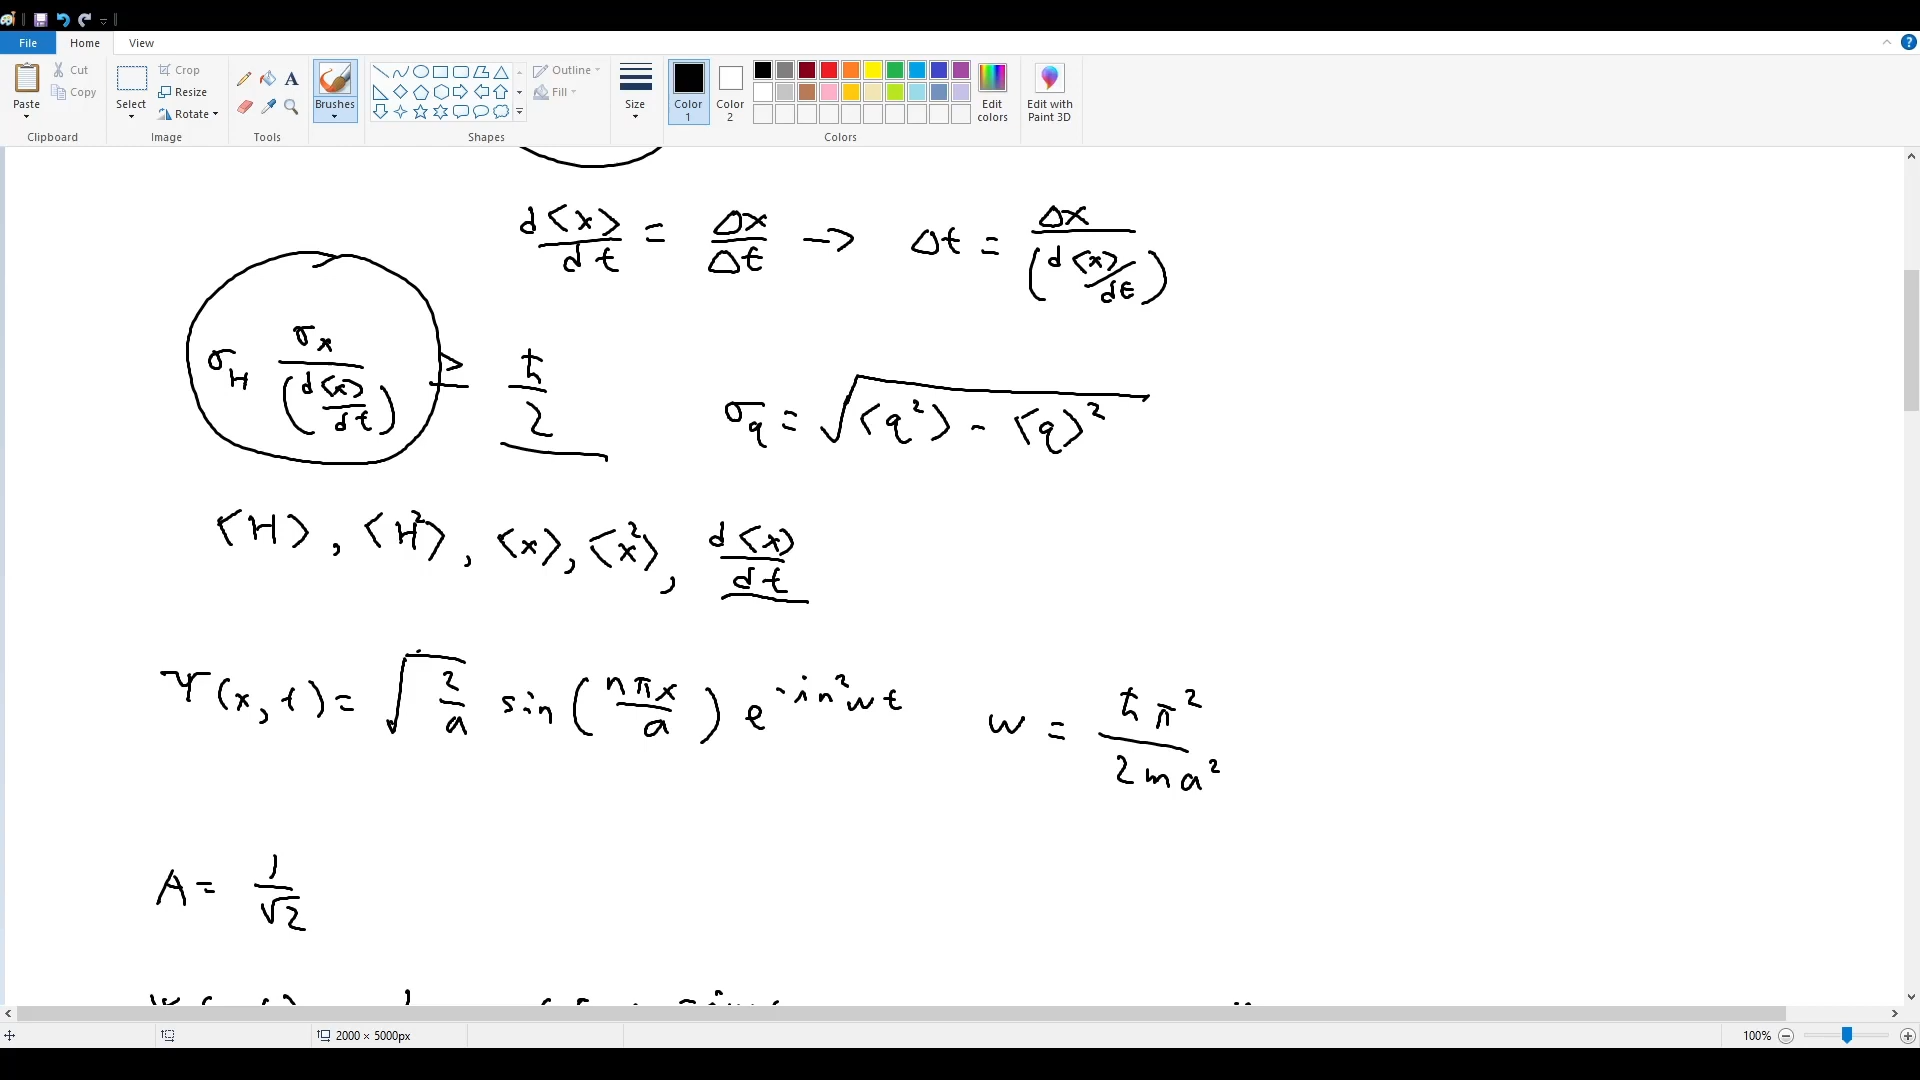 File Home View
Paste Cut Copy Clipboard
Select Crop Resize Rotate Image
A Tools
Brushes
Shapes Outline Fill
Size
Color 1 Color 2 Edit colors Colors
Edit with Paint 3D
d⟨x⟩/dt = Δx/Δt → Δt = Δx/(d⟨x⟩/dt)
σ_H σ_x/(d⟨x⟩/dt) ≥ ħ/2
σ_q = √(⟨q²⟩ - ⟨q⟩²)
⟨H⟩, ⟨H²⟩, ⟨x⟩, ⟨x²⟩, d⟨x⟩/dt
Ψ(x,t) = √(2/a) sin(nπx/a) e^(-in²wt) w = ħπ²/2ma²
A = 1/√2
2000 × 5000px 100%